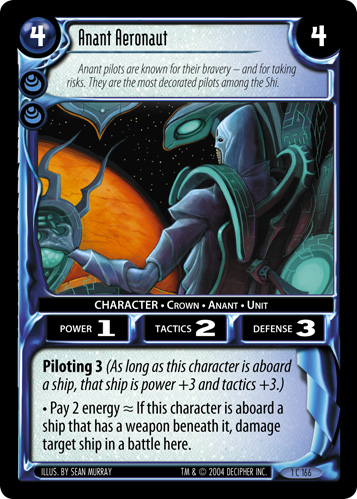 4 Anant Aeronaut 4
Anant pilots are known for their bravery – and for taking
risks. They are the most decorated pilots among the Shi.
CHARACTER • CROWN • ANANT • UNIT
POWER 1 TACTICS 2 DEFENSE 3
Piloting 3 (As long as this character is aboard
a ship, that ship is power +3 and tactics +3.)
• Pay 2 energy ≈ If this character is aboard a
ship that has a weapon beneath it, damage
target ship in a battle here.
ILLUS. BY SEAN MURRAY TM & © 2004 DECIPHER INC. 1 C 166